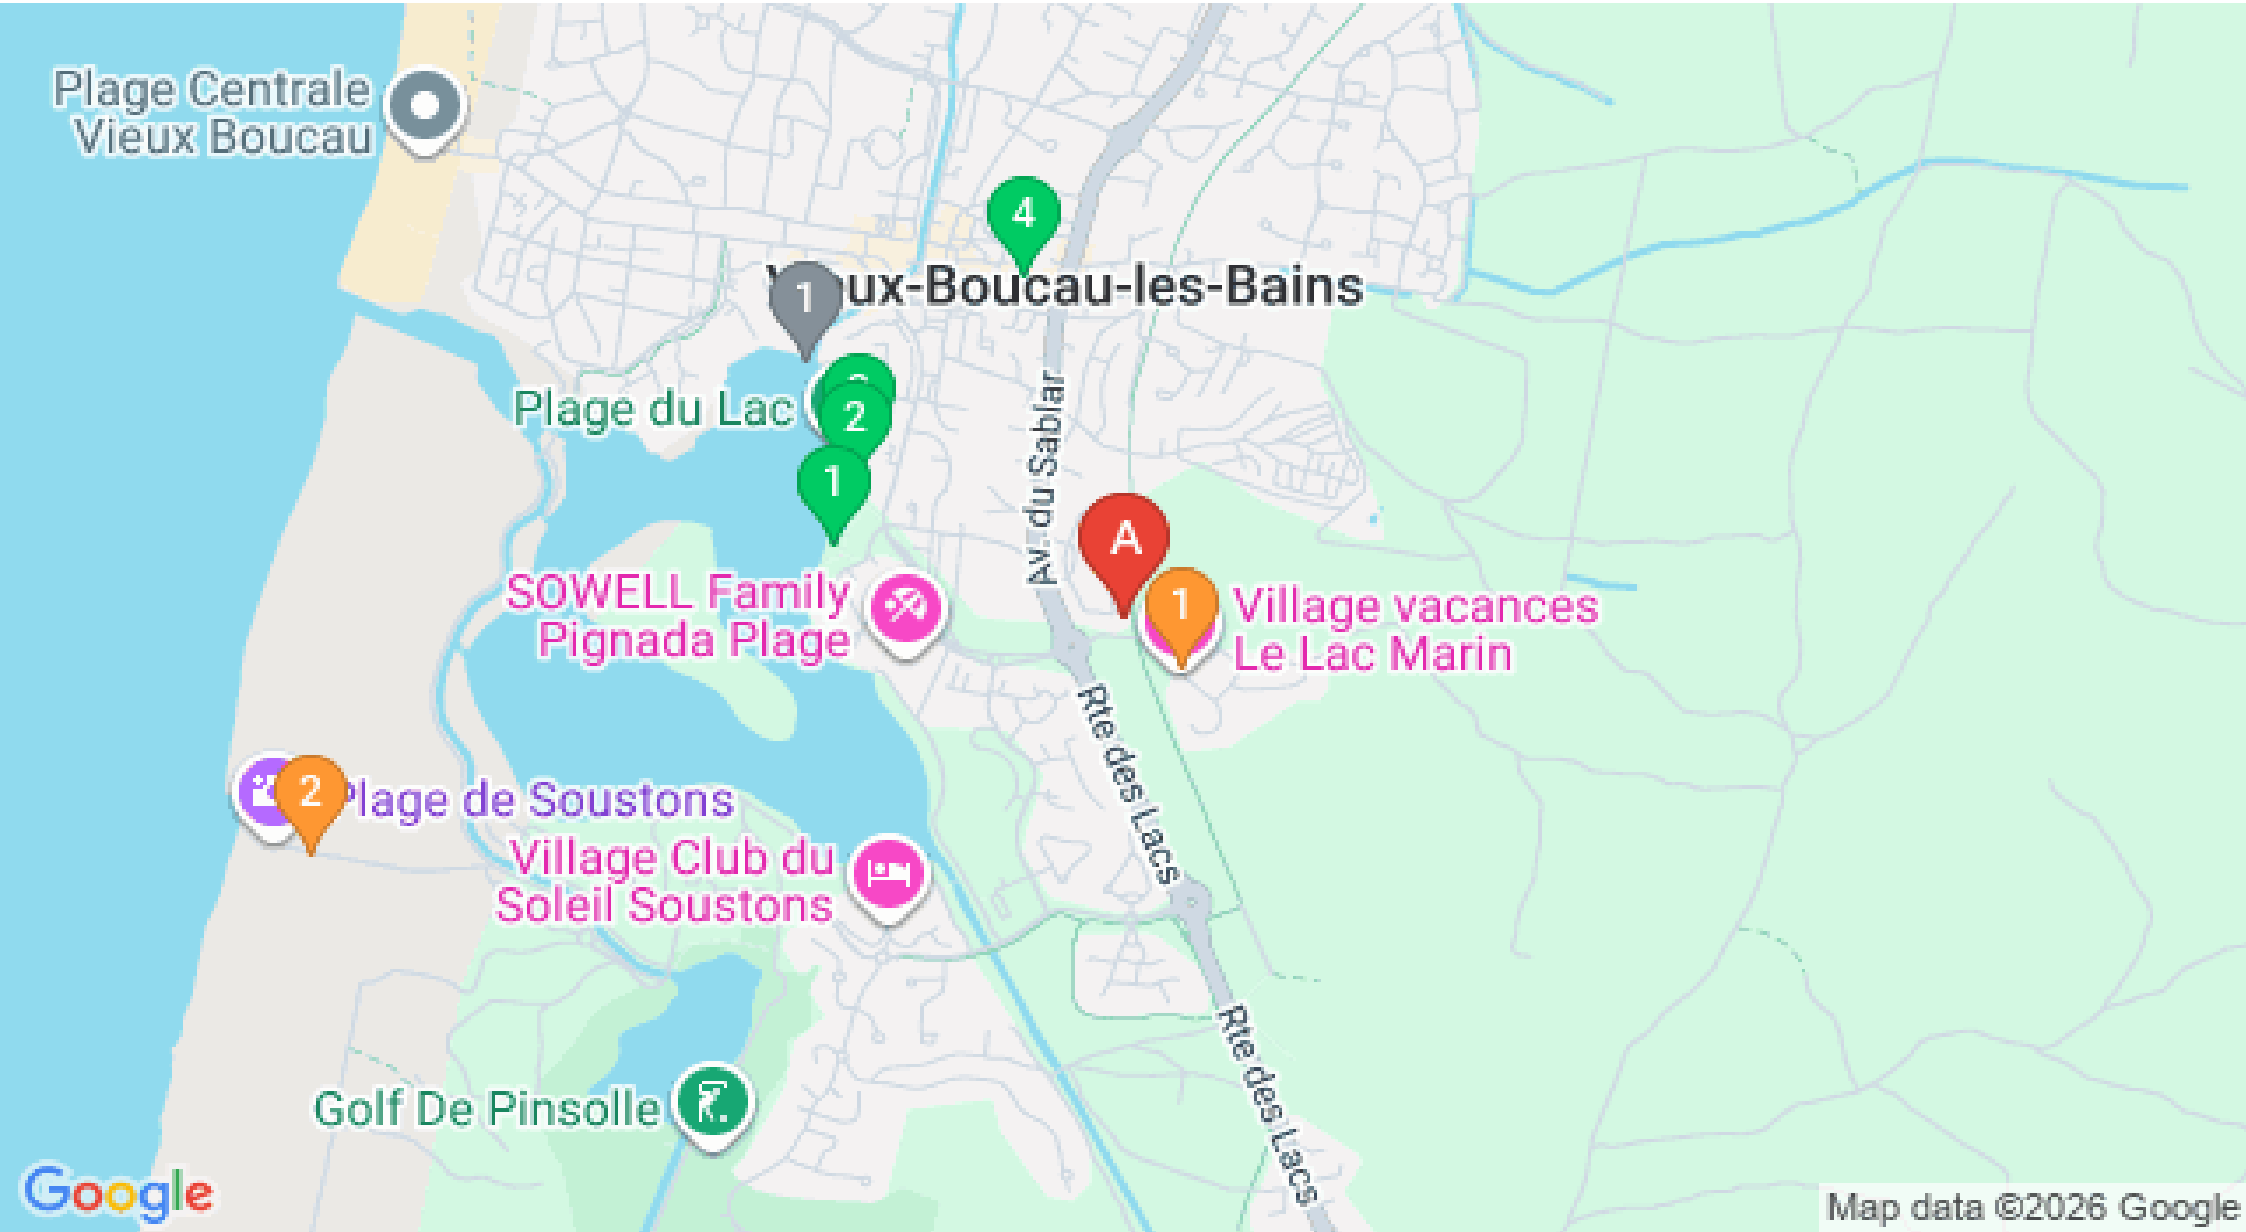 Plage Centrale
Vieux Boucau
4
1
ux-Boucau-les-Bains
Plage du Lac
2
1
Av. du Sablar
A
SOWELL Family
Pignada Plage
1
Village vacances
Le Lac Marin
Rte des Lacs
2
Plage de Soustons
Village Club du
Soleil Soustons
Rte des Lacs
Golf De Pinsolle
Google
Map data ©2026 Google